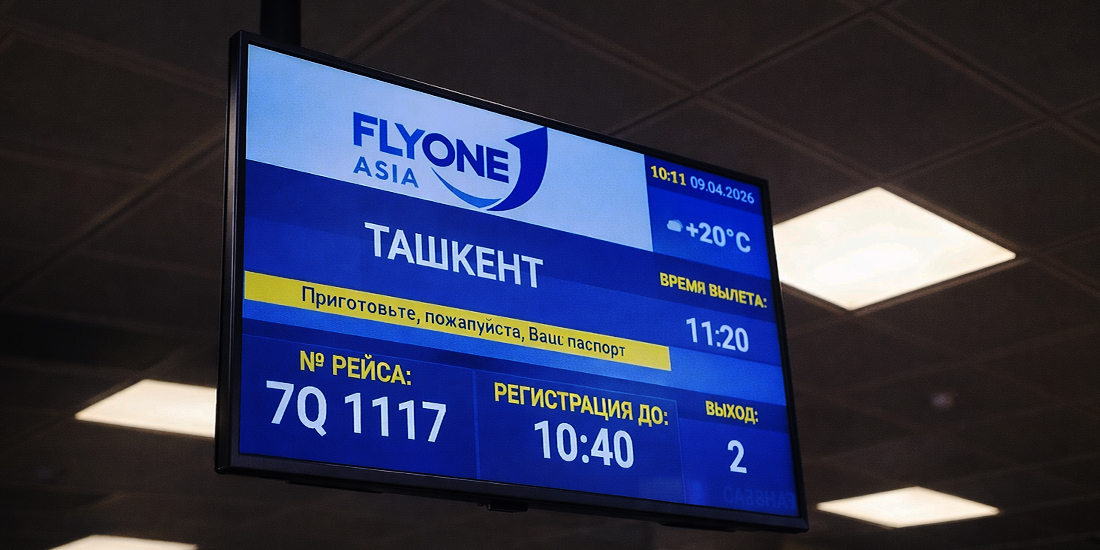 FLYONE
ASIA
10:11 09.04.2026
+20°C
ТАШКЕНТ
ВРЕМЯ ВЫЛЕТА:
11:20
Приготовьте, пожалуйста, Ваш паспорт
№ РЕЙСА:
7Q 1117
РЕГИСТРАЦИЯ ДО:
10:40
ВЫХОД:
2